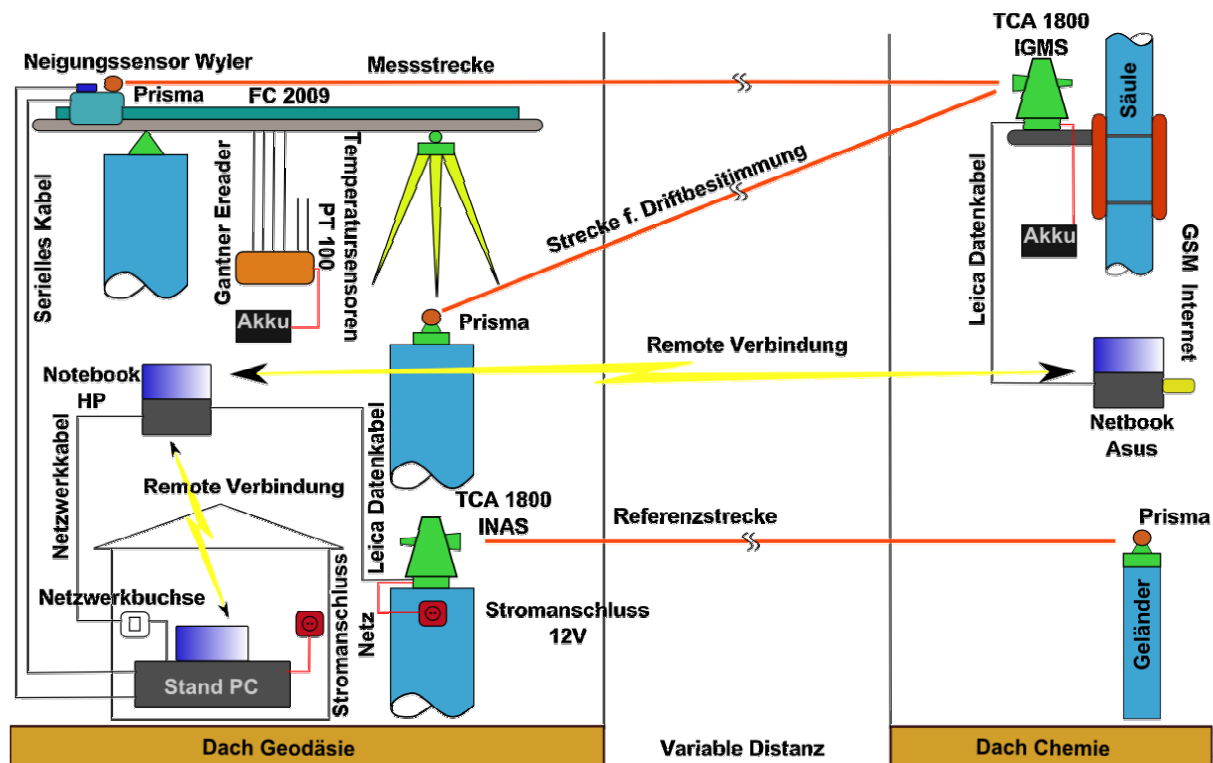 TCA 1800
IGMS
Neigungssensor Wyler
Messstrecke
Prisma
FC 2009
Säule
Serielles Kabel
Gantner Ereader
PT 100
Temperatursensoren
Akku
Strecke f. Driftbesitimmung
Leica Datenkabel
Akku
GSM Internet
Prisma
Remote Verbindung
Notebook
HP
Netbook
Asus
Netzwerkkabel
Remote Verbindung
Leica Datenkabel
TCA 1800
INAS
Referenzstrecke
Prisma
Netzwerkbuchse
Stromanschluss
Netz
Stromanschluss
12V
Geländer
Stand PC
Dach Geodäsie
Variable Distanz
Dach Chemie